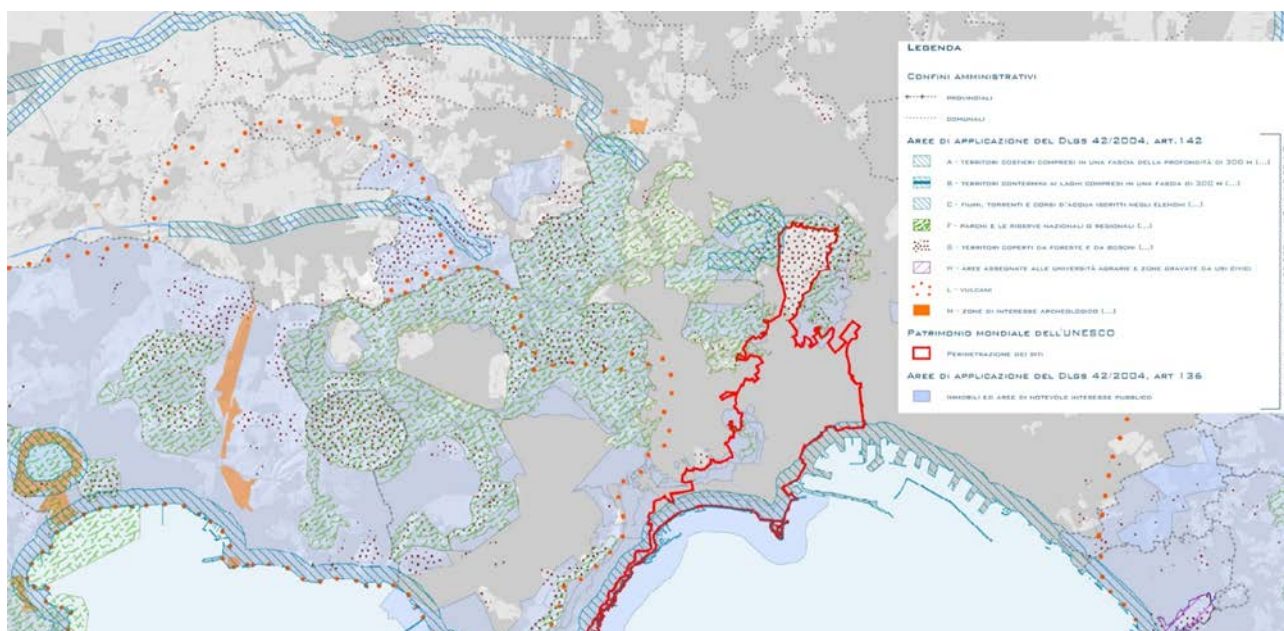 LEGENDA
CONFINI AMMINISTRATIVI
PROVINCIALI
COMUNALI
AREE DI APPLICAZIONE DEL DLGS 42/2004, ART.142
A - TERRITORI COSTIERI COMPRESI IN UNA FASCIA DELLA PROFONDITÀ DI 300 M (...)
B - TERRITORI CONTERMINI AI LAGHI COMPRESI IN UNA FASCIA DI 300 M (...)
C - FIUMI, TORRENTI E CORSI D'ACQUA ISCRITTI NEGLI ELENCHI (...)
F - PARCHI E LE RISERVE NAZIONALI O REGIONALI (...)
G - TERRITORI COPERTI DA FORESTE E DA BOSCHI (...)
H - AREE ASSEGNATE ALLE UNIVERSITÀ AGRARIE E ZONE GRAVATE DA USI CIVICI
L - VULCANI
M - ZONE DI INTERESSE ARCHEOLOGICO (...)
PATRIMONIO MONDIALE DELL'UNESCO
PERIMETRAZIONE DEI SITI
AREE DI APPLICAZIONE DEL DLGS 42/2004, ART 136
IMMOBILI ED AREE DI NOTEVOLE INTERESSE PUBBLICO